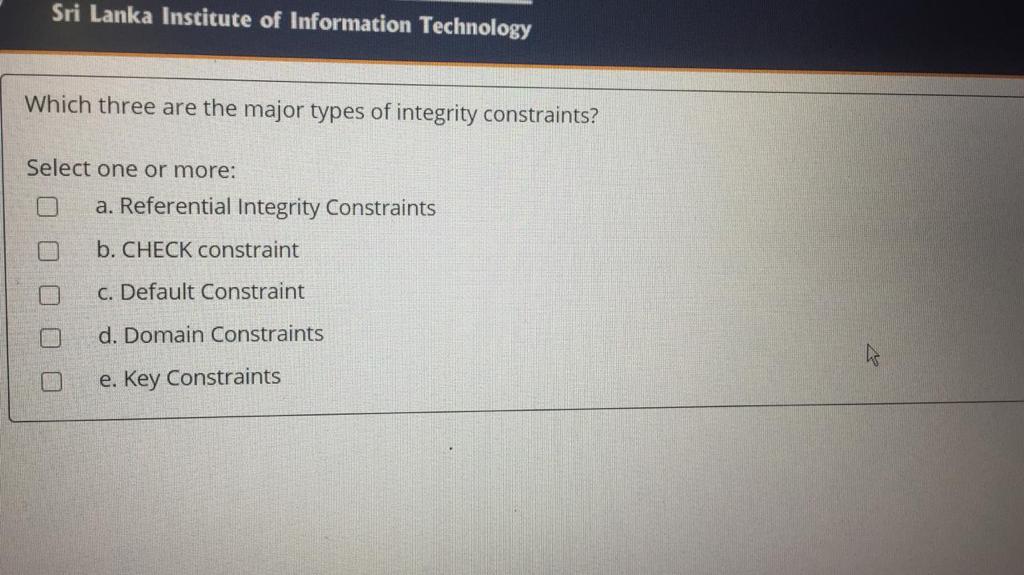 Sri Lanka Institute of Information Technology
Which three are the major types of integrity constraints?
Select one or more:
a. Referential Integrity Constraints
b. CHECK constraint
c. Default Constraint
d. Domain Constraints
e. Key Constraints